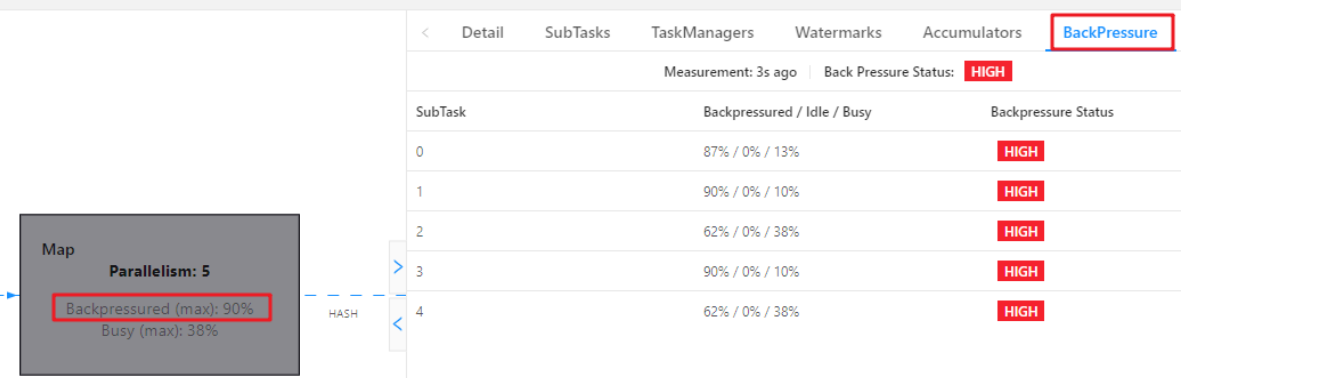 Detail SubTasks TaskManagers Watermarks Accumulators BackPressure
Measurement: 3s ago Back Pressure Status: HIGH
SubTask Backpressured / Idle / Busy Backpressure Status
0 87% / 0% / 13% HIGH
1 90% / 0% / 10% HIGH
2 62% / 0% / 38% HIGH
3 90% / 0% / 10% HIGH
4 62% / 0% / 38% HIGH
Map
Parallelism: 5
Backpressured (max): 90%
Busy (max): 38%
HASH